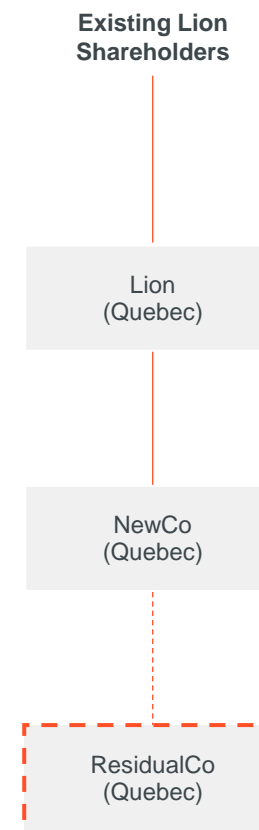 Existing Lion
Shareholders
Lion
(Quebec)
NewCo
(Quebec)
ResidualCo
(Quebec)